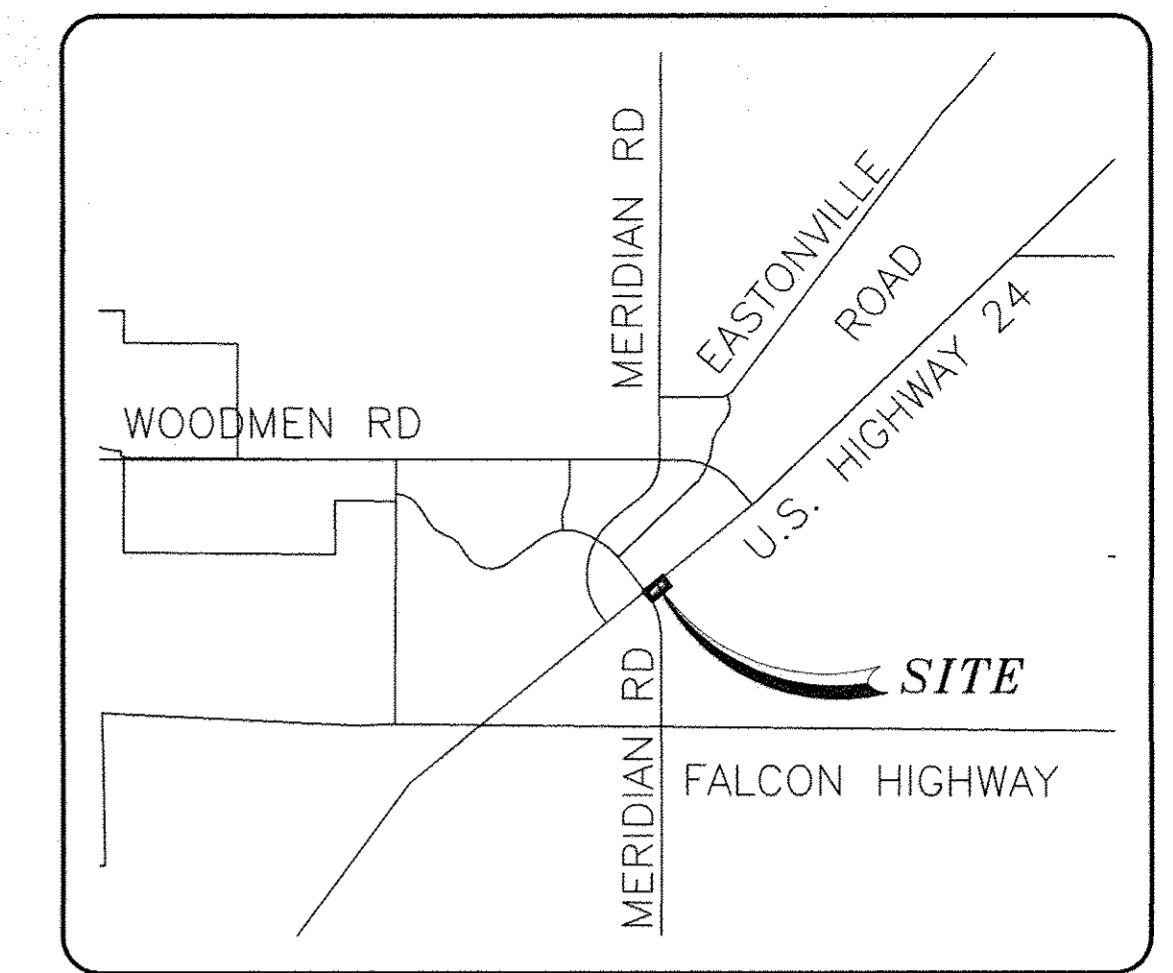 MERIDIAN RD
EASTONVILLE
ROAD
U.S. HIGHWAY 24
WOODMEN RD
SITE
MERIDIAN RD
FALCON HIGHWAY